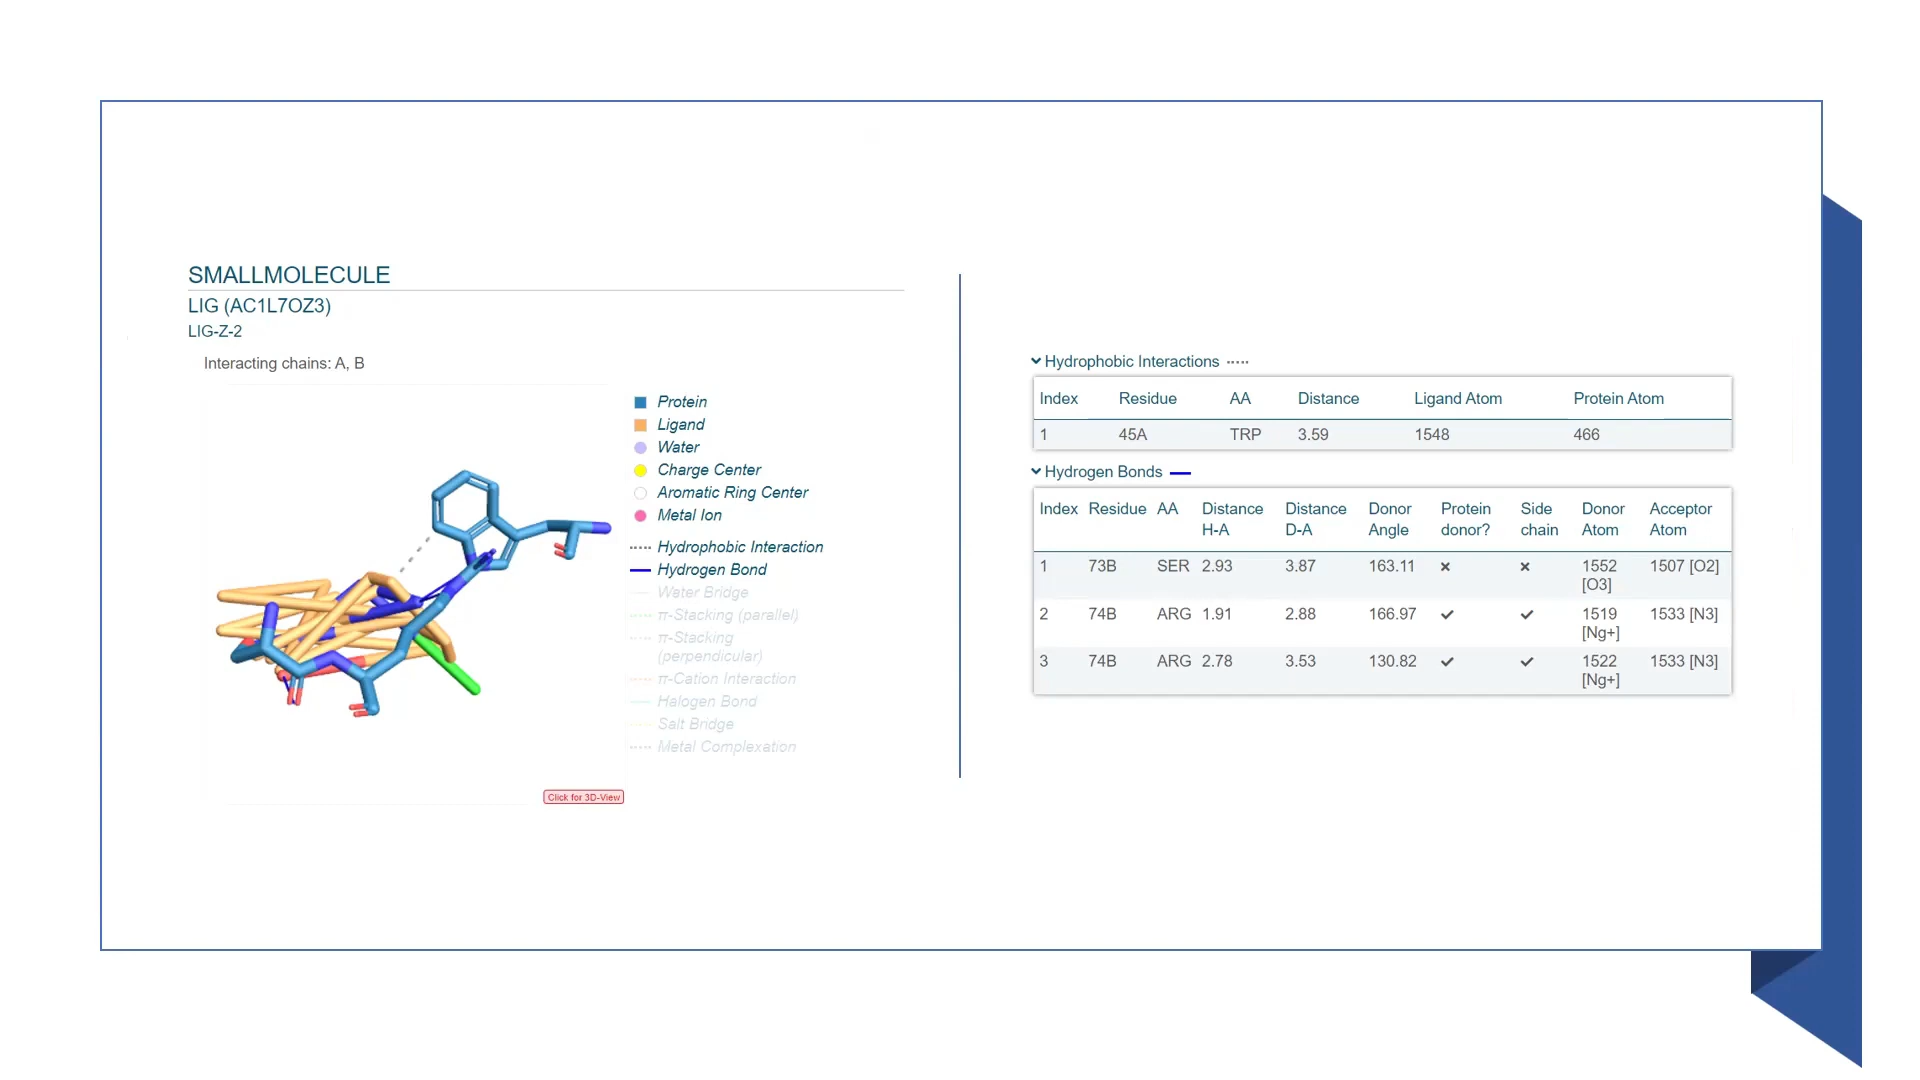 SMALLMOLECULE
LIG (AC1L7OZ3)
LIG-Z-2
Interacting chains: A, B
Protein
Ligand
Water
Charge Center
Aromatic Ring Center
Metal Ion
Hydrophobic Interaction
Hydrogen Bond
Water Bridge
π-Stacking (parallel)
π-Stacking
(perpendicular)
π-Cation Interaction
Halogen Bond
Salt Bridge
Metal Complexation
Click for 3D-View
Hydrophobic Interactions
Index Residue AA Distance Ligand Atom Protein Atom
1 45A TRP 3.59 1548 466
Hydrogen Bonds
Index Residue AA Distance Distance Donor Protein Side Donor Acceptor
H-A D-A Angle donor? chain Atom Atom
1 73B SER 2.93 3.87 163.11 × × 1552 1507 [O2]
[O3]
2 74B ARG 1.91 2.88 166.97 ✓ ✓ 1519 1533 [N3]
[Ng+]
3 74B ARG 2.78 3.53 130.82 ✓ ✓ 1522 1533 [N3]
[Ng+]